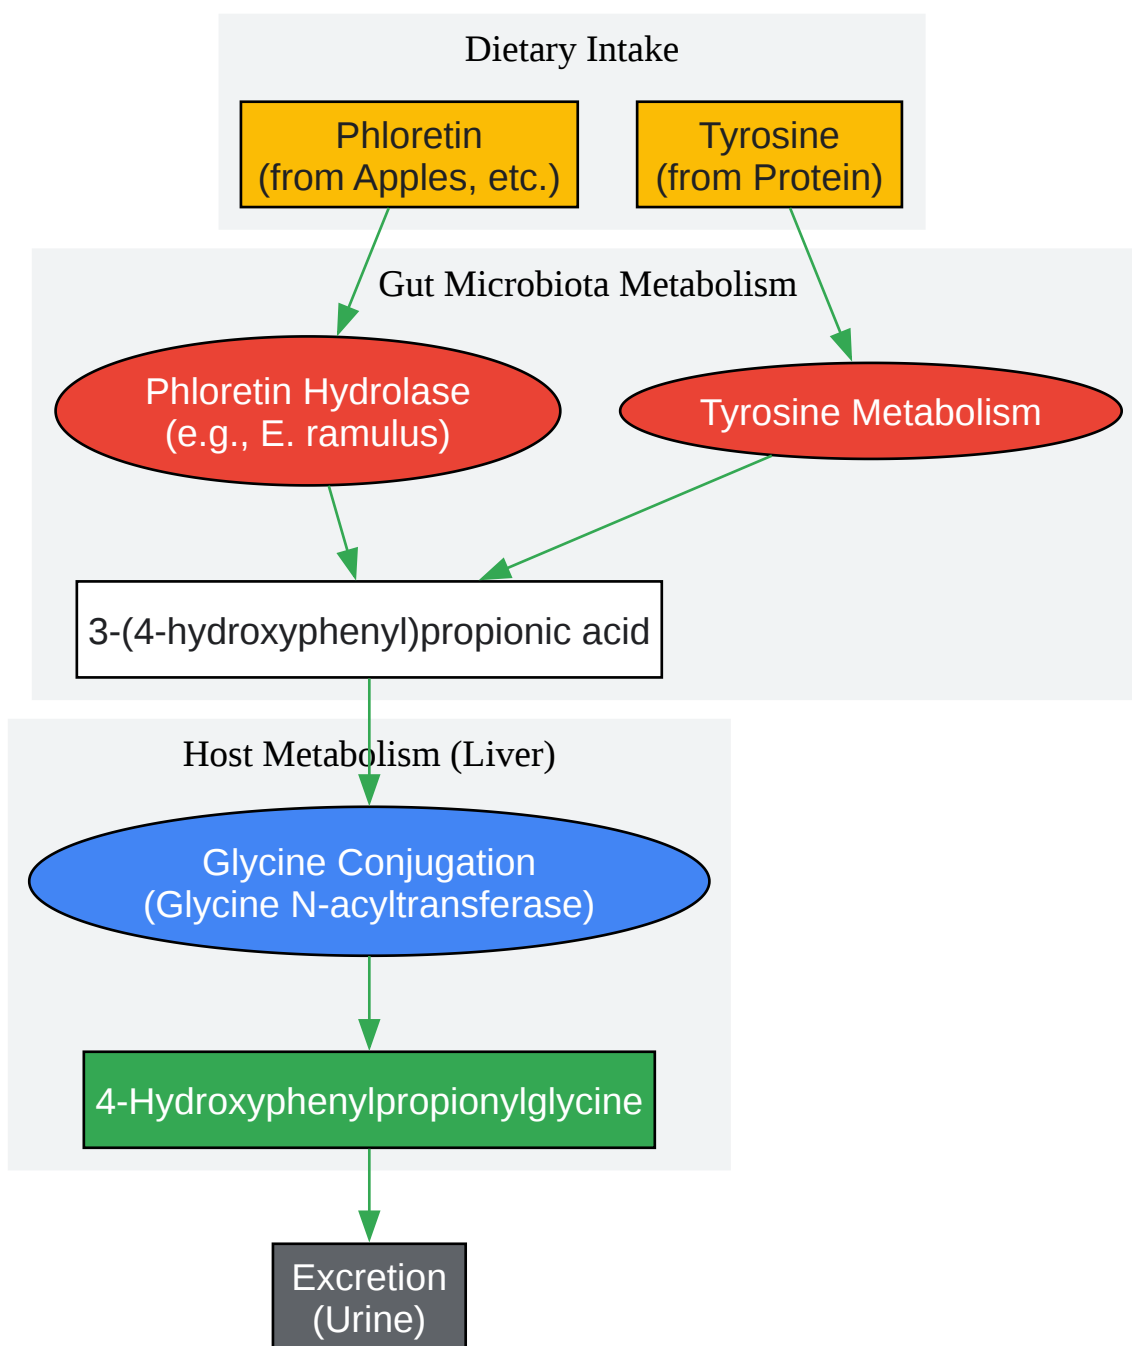 Dietary Intake
Phloretin
(from Apples, etc.)
Tyrosine
(from Protein)
Gut Microbiota Metabolism
Phloretin Hydrolase
(e.g., E. ramulus)
Tyrosine Metabolism
3-(4-hydroxyphenyl)propionic acid
Host Metabolism (Liver)
Glycine Conjugation
(Glycine N-acyltransferase)
4-Hydroxyphenylpropionylglycine
Excretion
(Urine)